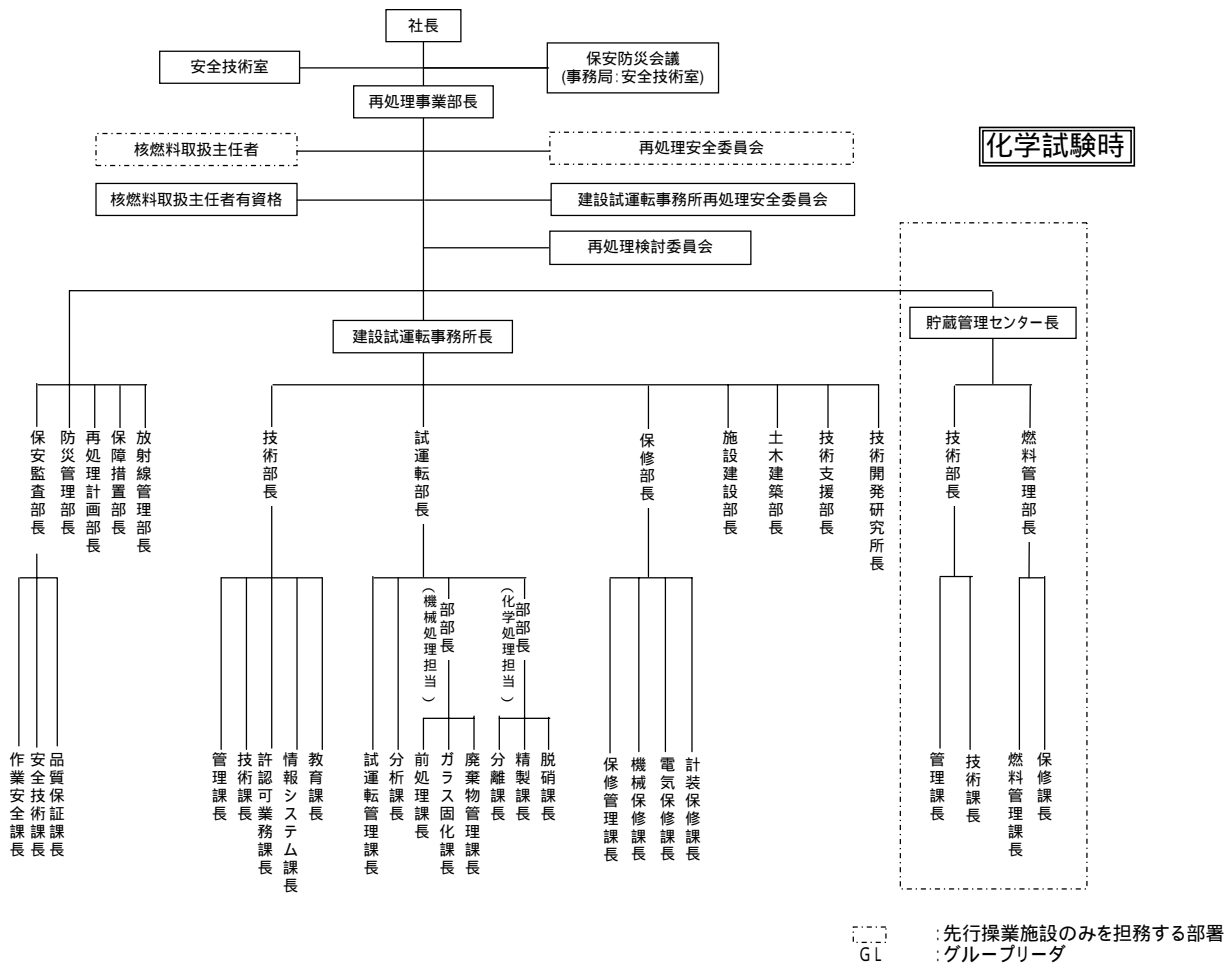 社長
安全技術室
保安防災会議
(事務局:安全技術室)
再処理事業部長
核燃料取扱主任者
再処理安全委員会
化学試験時
核燃料取扱主任者有資格
建設試運転事務所再処理安全委員会
再処理検討委員会
建設試運転事務所長
貯蔵管理センター長
保安監査部長
防災管理部長
再処理計画部長
保障措置部長
放射線管理部長
技術部長
試運転部長
保修部長
施設建設部長
土木建築部長
技術支援部長
技術開発研究所長
技術部長
燃料管理部長
(機械処理担当)
部部長
(化学処理担当)
部部長
作業安全課長
安全技術課長
品質保証課長
管理課長
技術課長
許認可業務課長
情報システム課長
教育課長
試運転管理課長
分析課長
前処理課長
ガラス固化課長
廃棄物管理課長
分離課長
精製課長
脱硝課長
保修管理課長
機械保修課長
電気保修課長
計装保修課長
管理課長
技術課長
燃料管理課長
保修課長
:先行操業施設のみを担務する部署
GL :グループリーダ